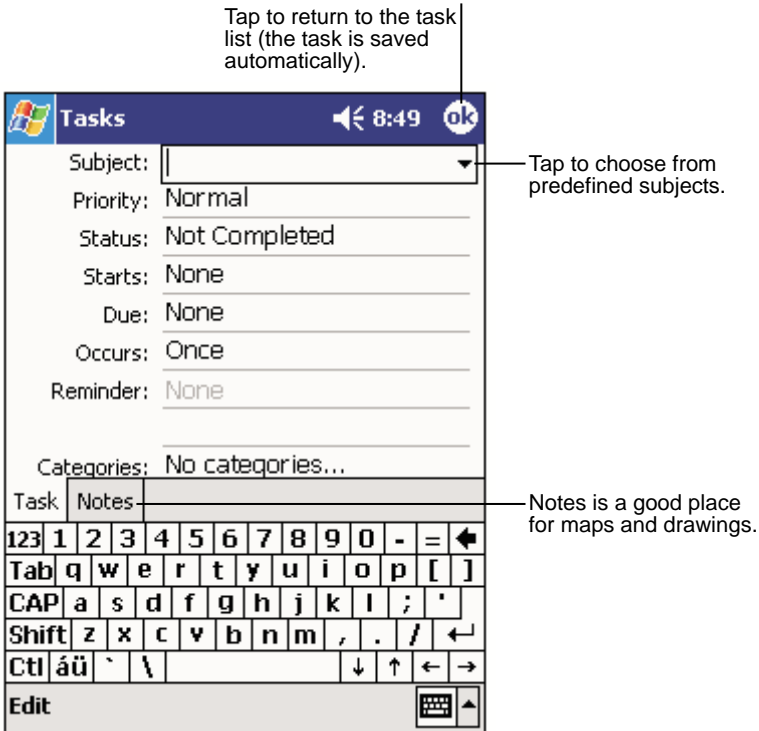 Tap to return to the task
list (the task is saved
automatically).
Tasks 8:49 ok
Subject:
Tap to choose from
predefined subjects.
Priority: Normal
Status: Not Completed
Starts: None
Due: None
Occurs: Once
Reminder: None
Categories: No categories...
Task Notes
Notes is a good place
for maps and drawings.
123 1 2 3 4 5 6 7 8 9 0 - =
Tab q w e r t y u i o p [ ]
CAP a s d f g h j k l ; '
Shift z x c v b n m , . /
Ctl áü ` \ ↓ ↑ ← →
Edit